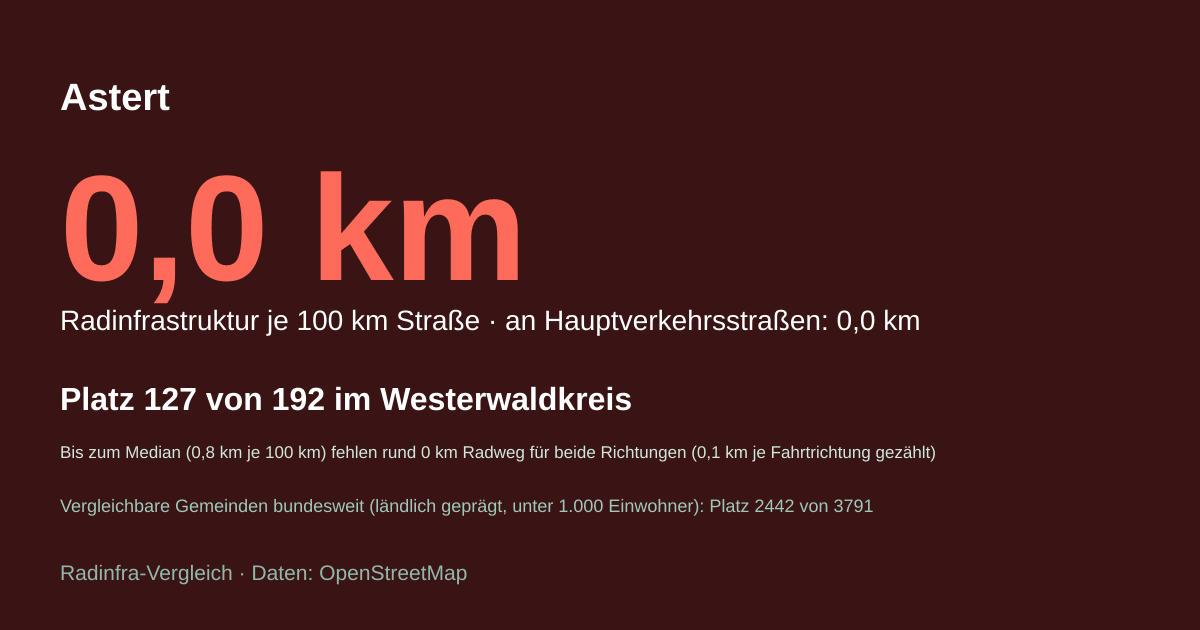 Astert
0,0 km
Radinfrastruktur je 100 km Straße · an Hauptverkehrsstraßen: 0,0 km
Platz 127 von 192 im Westerwaldkreis
Bis zum Median (0,8 km je 100 km) fehlen rund 0 km Radweg für beide Richtungen (0,1 km je Fahrtrichtung gezählt)
Vergleichbare Gemeinden bundesweit (ländlich geprägt, unter 1.000 Einwohner): Platz 2442 von 3791
Radinfra-Vergleich · Daten: OpenStreetMap